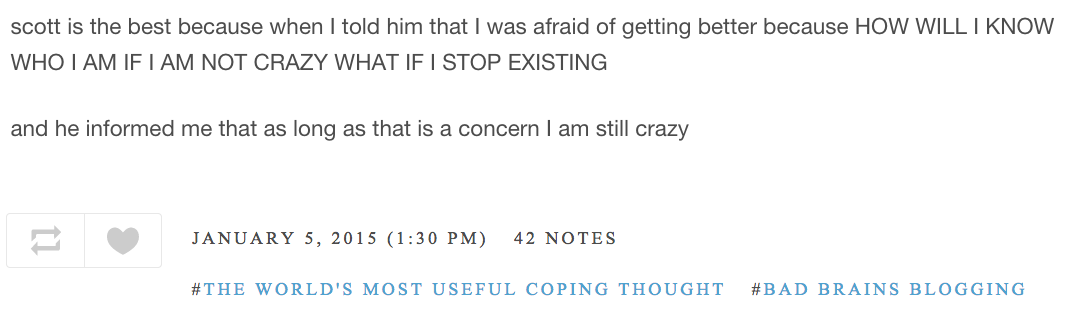 scott is the best because when I told him that I was afraid of getting better because HOW WILL I KNOW
WHO I AM IF I AM NOT CRAZY WHAT IF I STOP EXISTING
and he informed me that as long as that is a concern I am still crazy
JANUARY 5, 2015 (1:30 PM) 42 NOTES
#THE WORLD'S MOST USEFUL COPING THOUGHT #BAD BRAINS BLOGGING